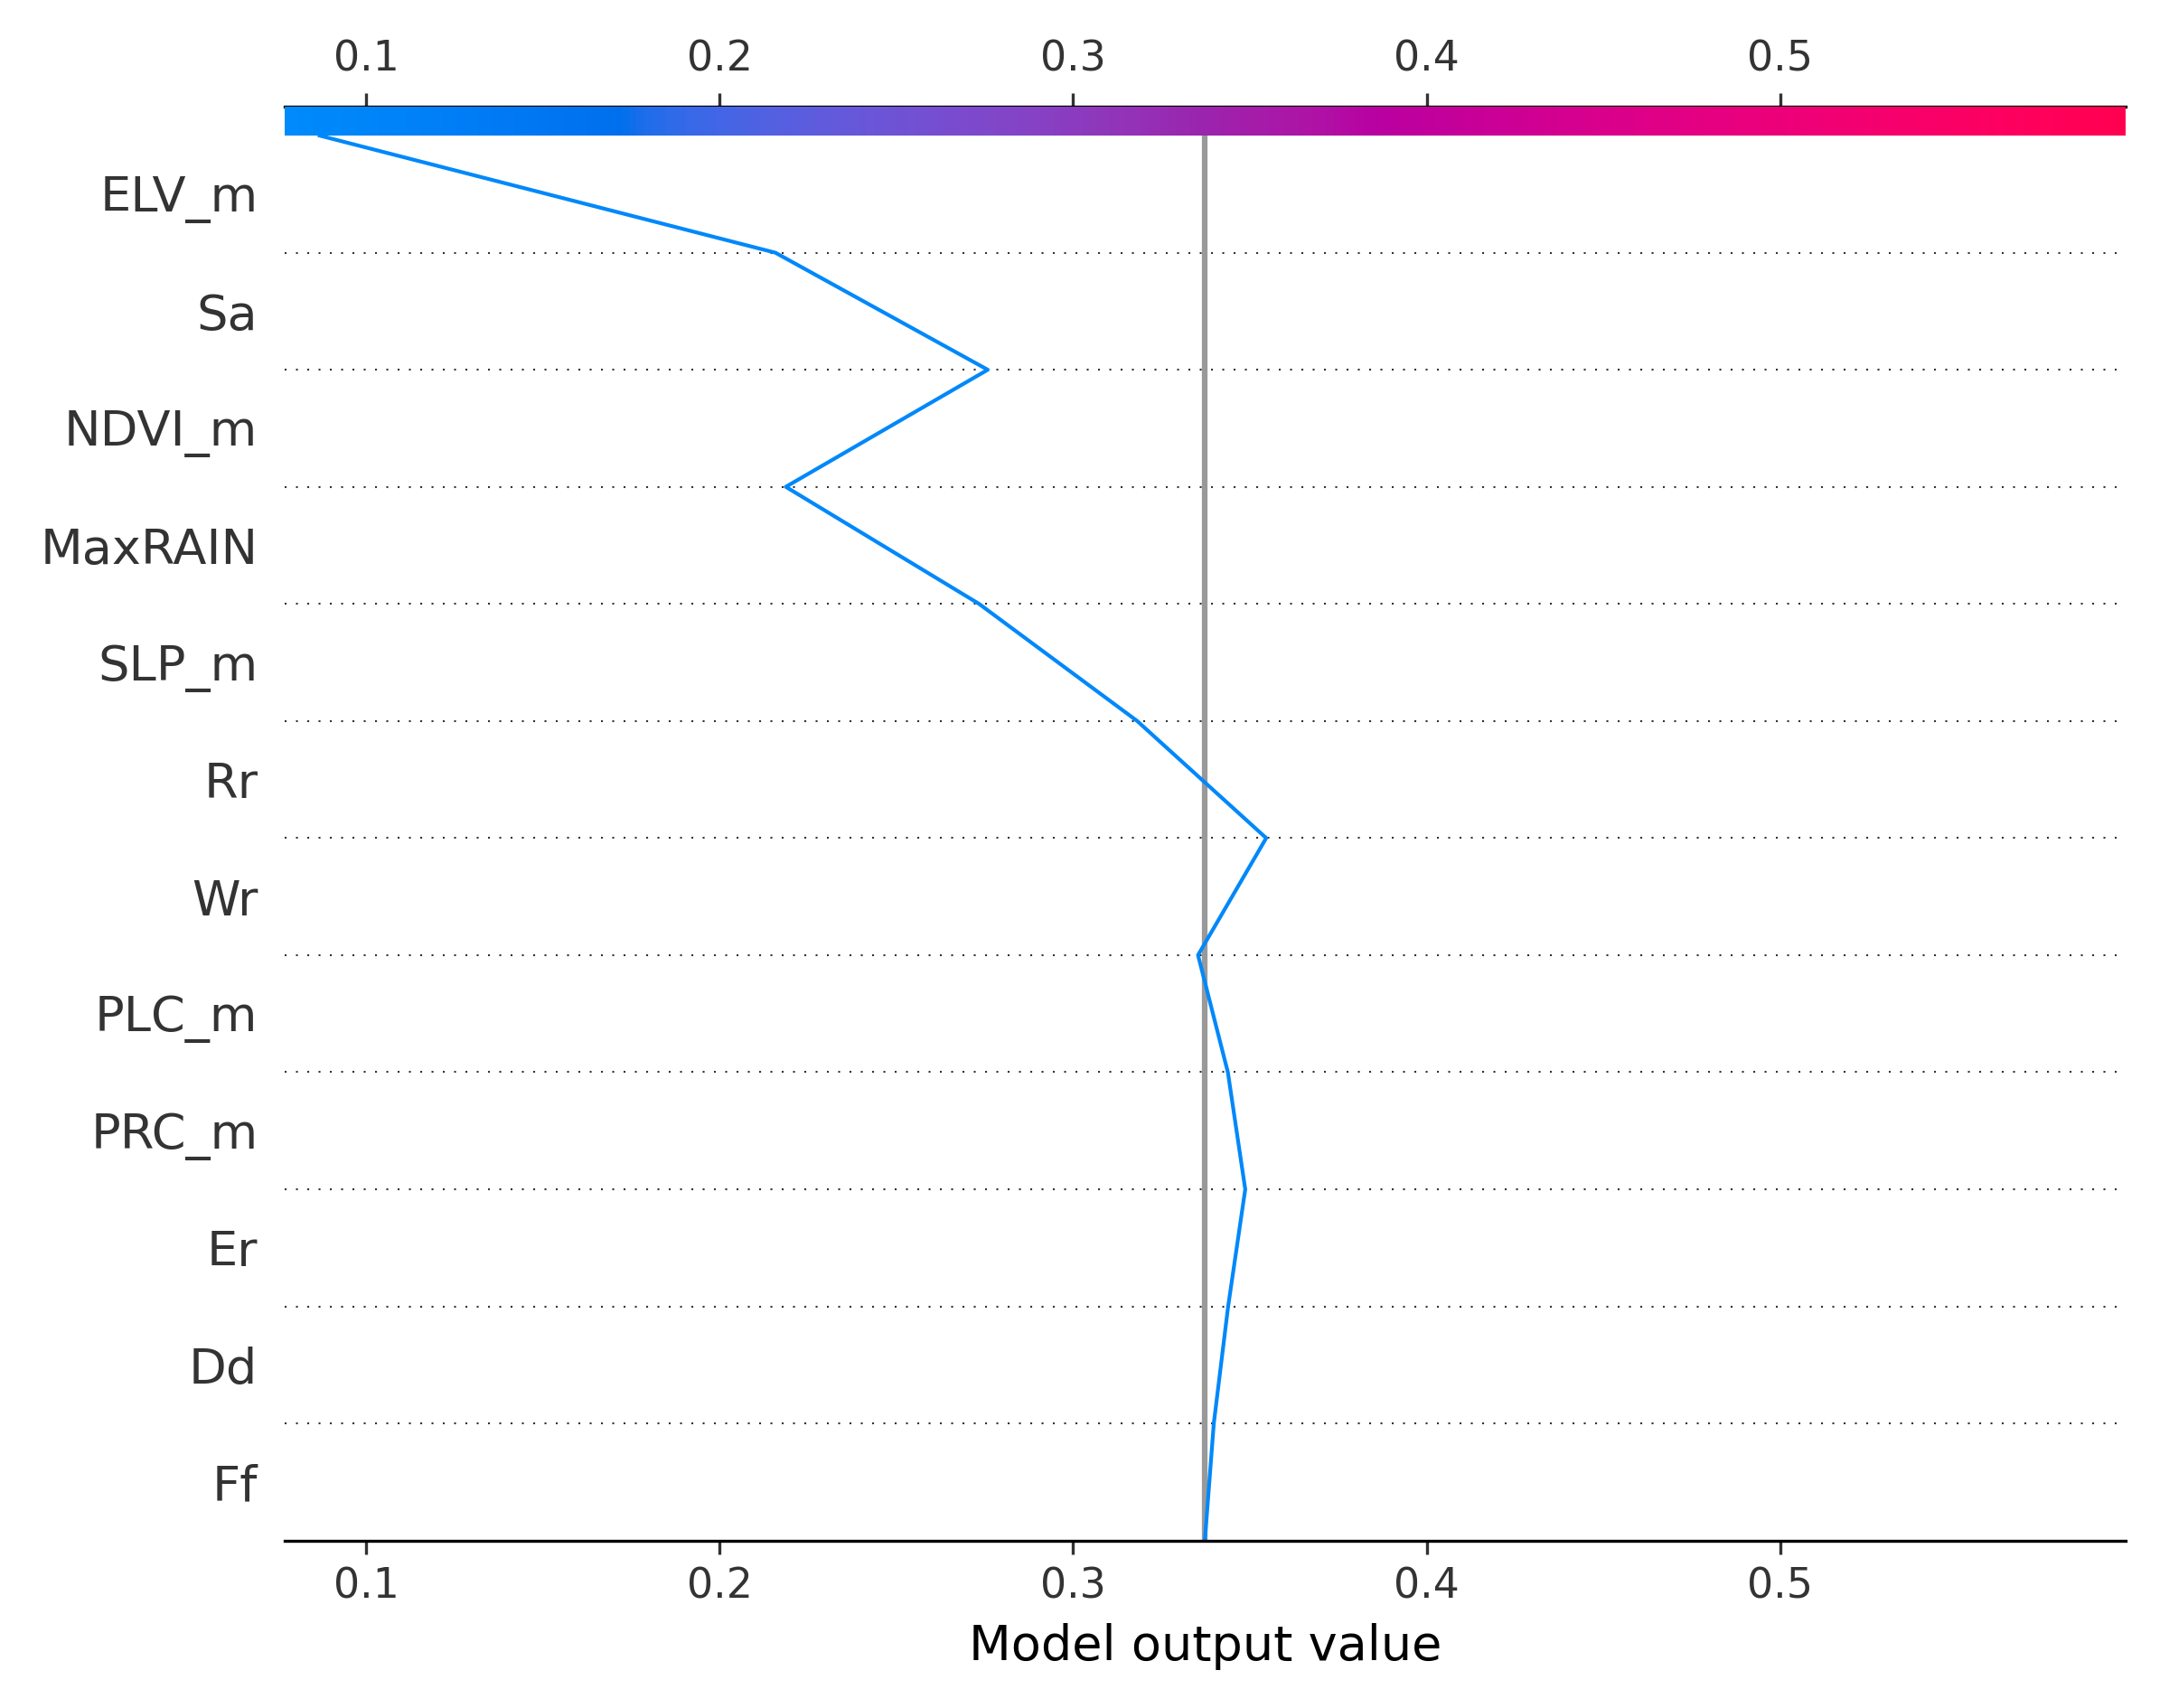 0.1 0.2 0.3 0.4 0.5
ELV_m
Sa
NDVI_m
MaxRAIN
SLP_m
Rr
Wr
PLC_m
PRC_m
Er
Dd
Ff
0.1 0.2 0.3 0.4 0.5
Model output value